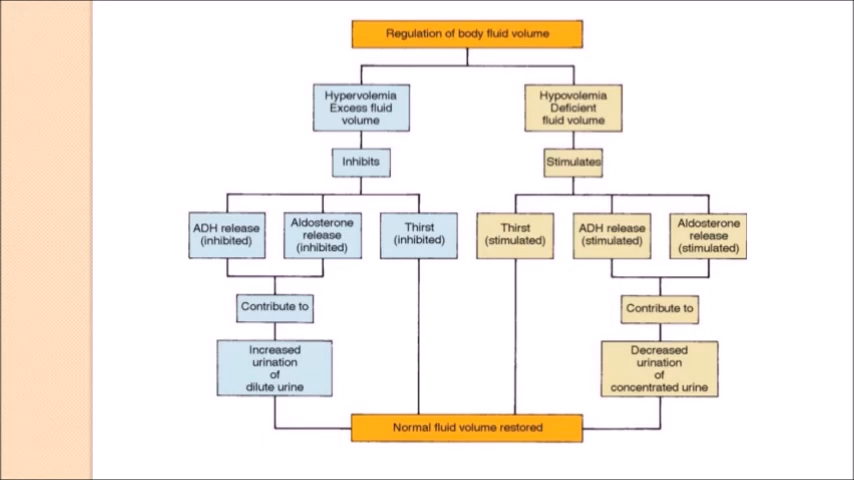 Regulation of body fluid volume
Hypervolemia
Excess fluid
volume
Hypovolemia
Deficient
fluid volume
Inhibits
Stimulates
ADH release
(inhibited)
Aldosterone
release
(inhibited)
Thirst
(inhibited)
Thirst
(stimulated)
ADH release
(stimulated)
Aldosterone
release
(stimulated)
Contribute to
Contribute to
Increased
urination
of
dilute urine
Decreased
urination
of
concentrated urine
Normal fluid volume restored